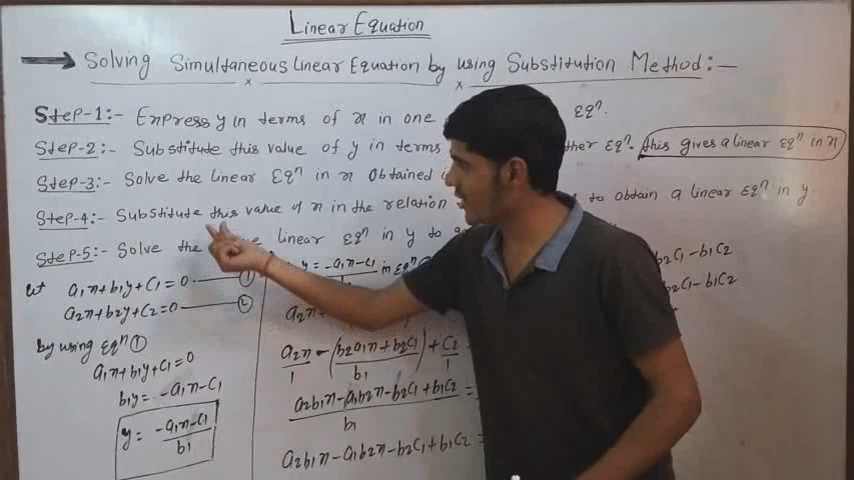 Linear Equation
Solving Simultaneous Linear Equation by using Substitution Method:-
Step-1:- Express y in terms of x in one Eqⁿ.
Step-2:- Substitute this value of y in terms ther Eqⁿ. this gives a linear Eqⁿ in x
Step-3:- Solve the linear Eqⁿ in x obtained
Step-4:- Substitute this value of x in the relation to obtain a linear Eqⁿ in y.
Step-5:- Solve the linear Eqⁿ in y to
let a₁x+b₁y+c₁=0 ①
a₂x+b₂y+c₂=0 ②
by using Eqⁿ ①
a₁x+b₁y+c₁=0
b₁y= -a₁x-c₁
y= (-a₁x-c₁)/b₁
y = (-a₁x-c₁)/b₁ in Eqⁿ
a₂x+
a₂x/1 - (b₂a₁x+b₂c₁)/b₁ + c₂/1
(a₂b₁x-a₁b₂x-b₂c₁+b₁c₂)/b₁ =
a₂b₁x-a₁b₂x-b₂c₁+b₁c₂ =
b₂c₁-b₁c₂
b₂c₁-b₁c₂